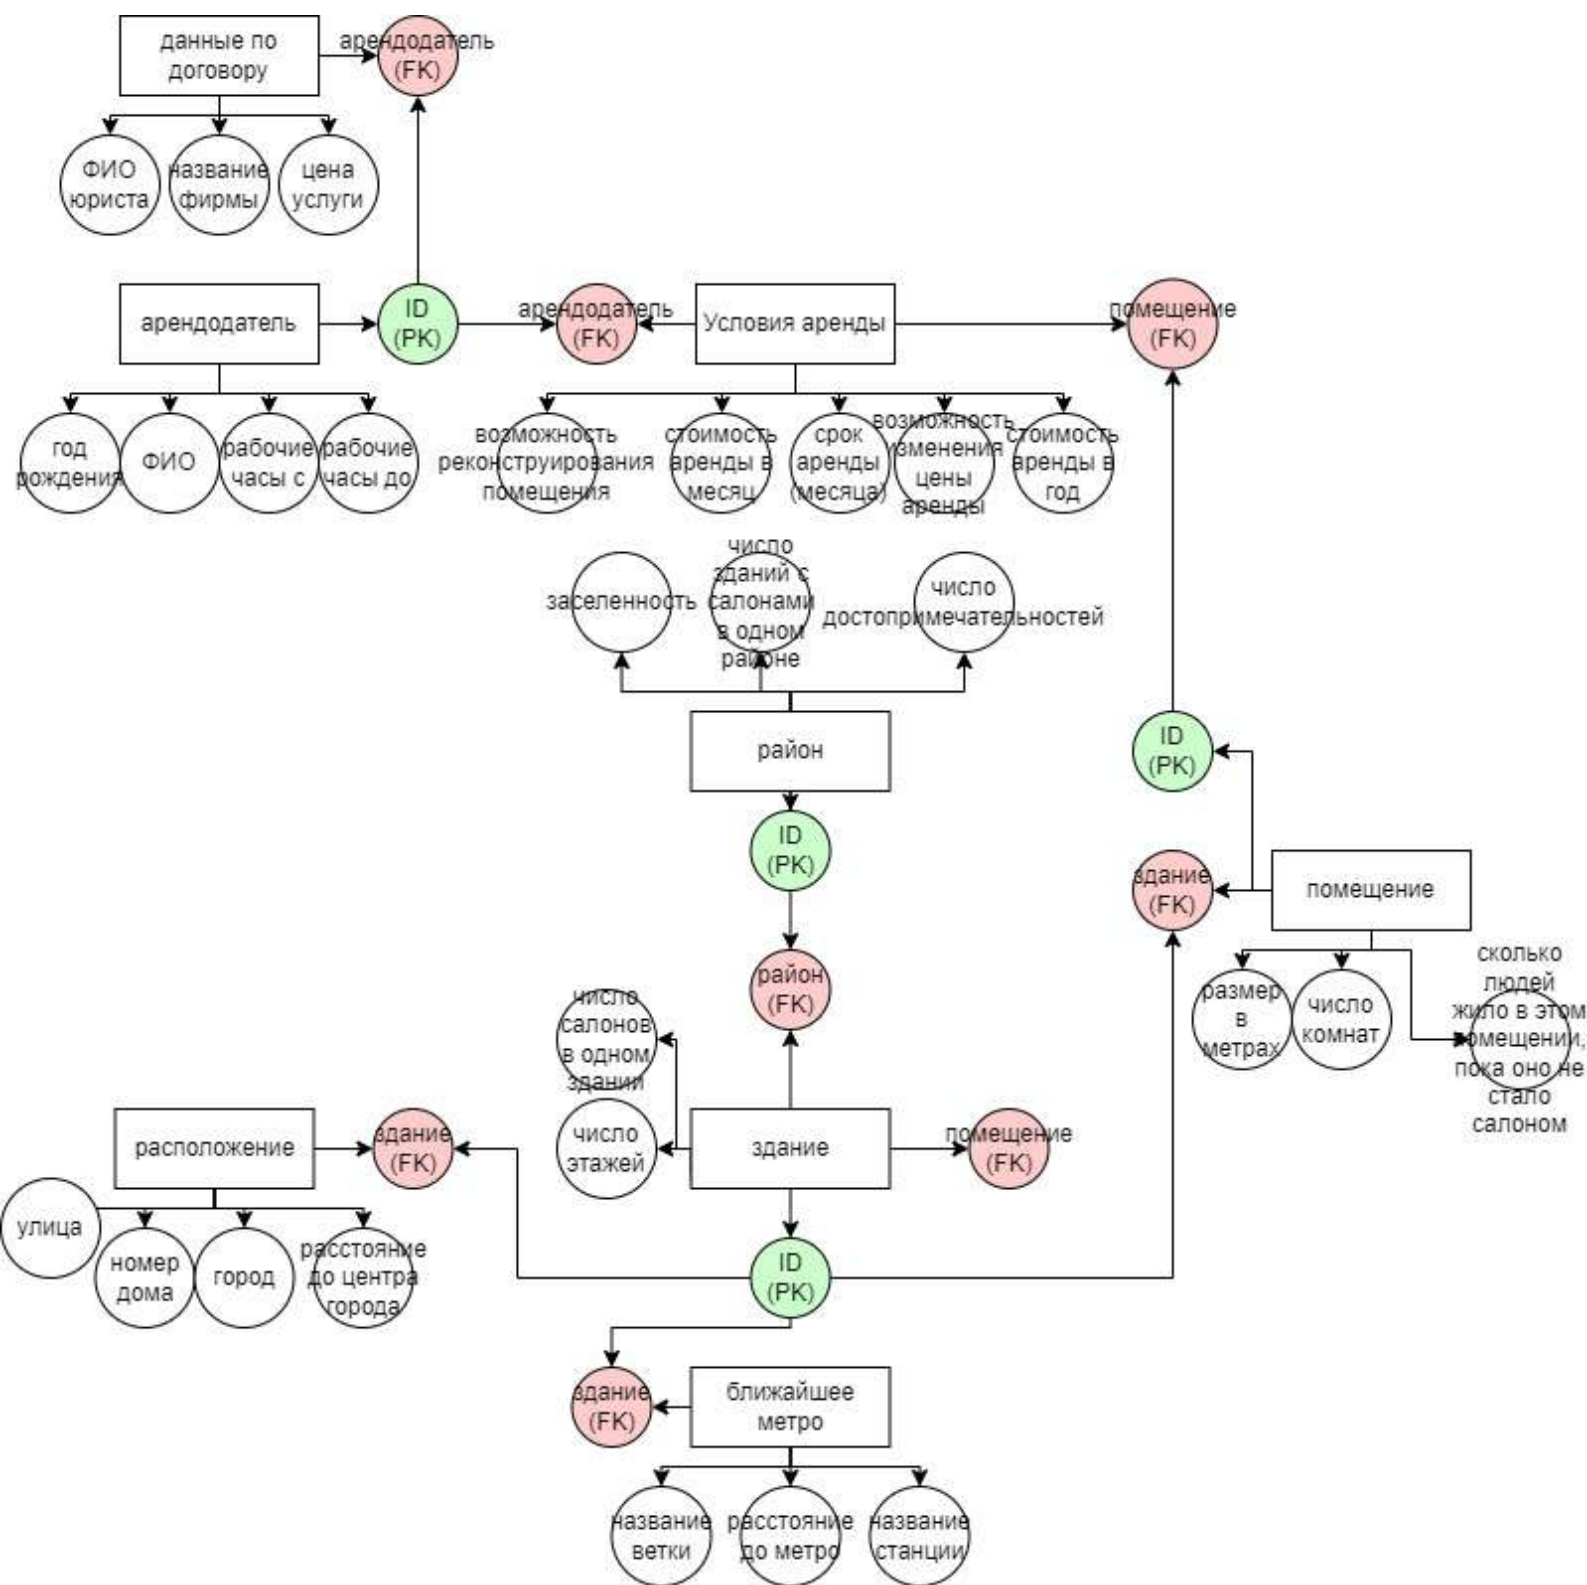 данные по
договору
арендодатель
(FK)
ФИО
юриста
название
фирмы
цена
услуги
арендодатель
ID
(PK)
арендодатель
(FK)
Условия аренды
помещение
(FK)
год
рождения
ФИО
рабочие
часы с
рабочие
часы до
возможность
реконструирования
помещения
стоимость
аренды в
месяц
срок
аренды
(месяца)
возможность
изменения
цены
аренды
стоимость
аренды в
год
заселенность
число
зданий с
салонами
в одном
районе
число
достопримечательностей
район
ID
(PK)
ID
(PK)
здание
(FK)
помещение
район
(FK)
размер
в
метрах
число
комнат
сколько
людей
жило в этом
помещении,
пока оно не
стало
салоном
число
салонов
в одном
здании
число
этажей
расположение
здание
(FK)
здание
помещение
(FK)
улица
номер
дома
город
расстояние
до центра
города
ID
(PK)
здание
(FK)
ближайшее
метро
название
ветки
расстояние
до метро
название
станции